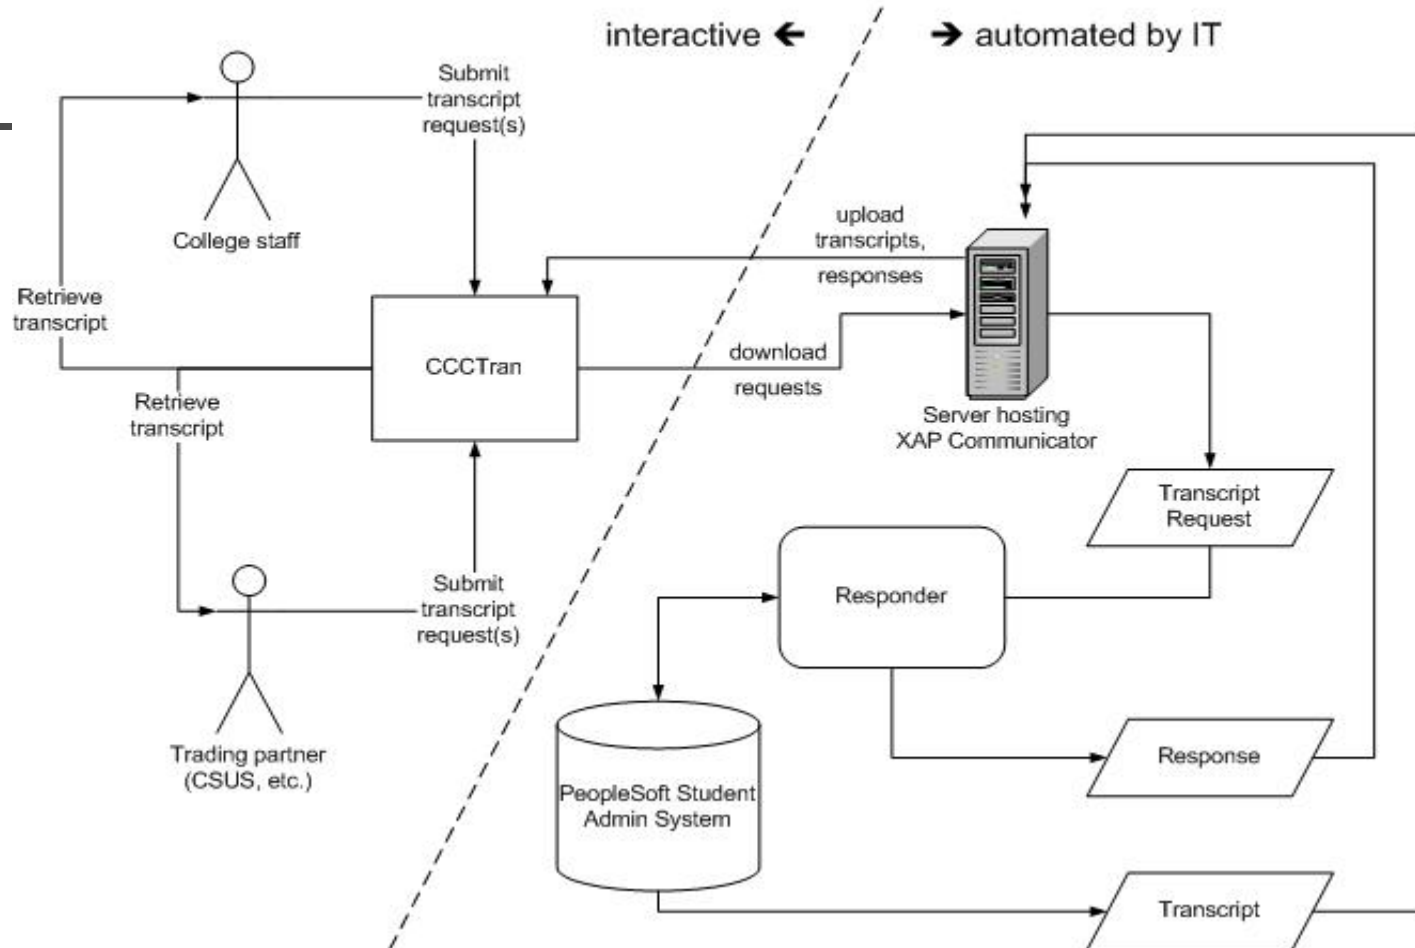 interactive ← → automated by IT
Submit
transcript
request(s)
College staff
upload
transcripts,
responses
Retrieve
transcript
CCCTran
download
requests
Retrieve
transcript
Server hosting
XAP Communicator
Transcript
Request
Responder
Submit
transcript
request(s)
Trading partner
(CSUS, etc.)
Response
PeopleSoft Student
Admin System
Transcript